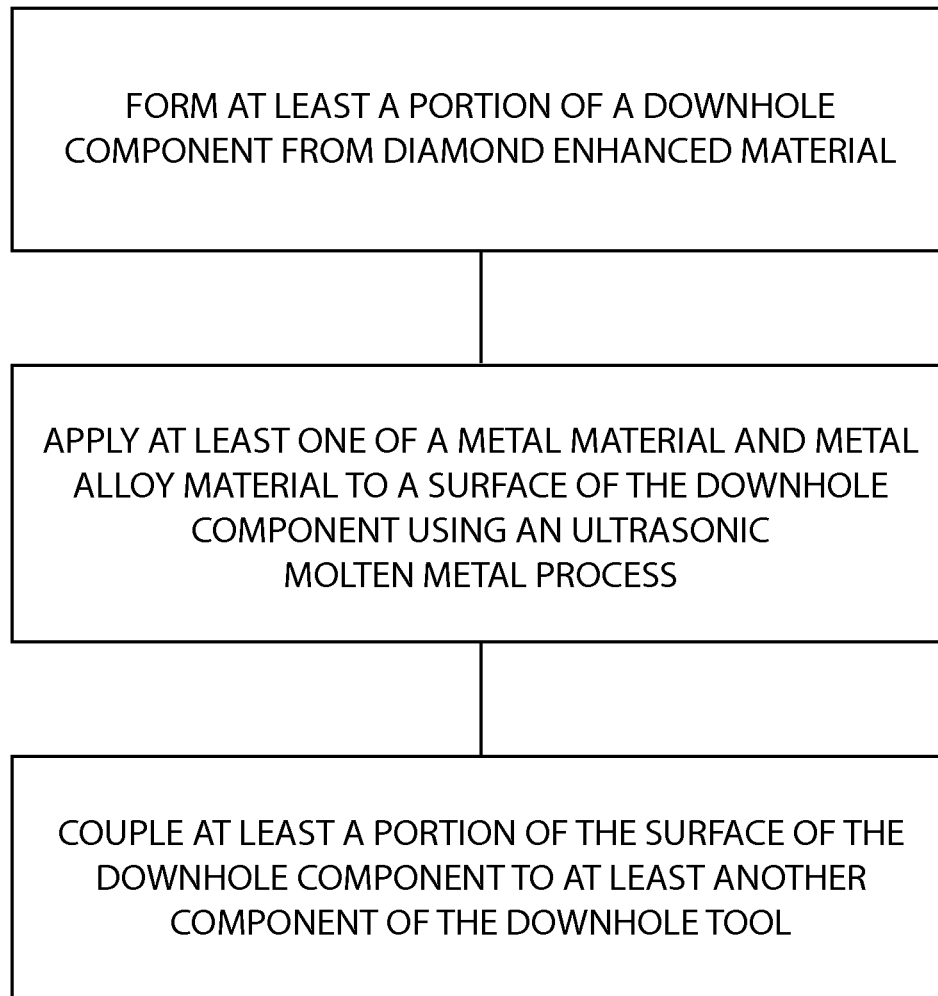 FORM AT LEAST A PORTION OF A DOWNHOLE
COMPONENT FROM DIAMOND ENHANCED MATERIAL
APPLY AT LEAST ONE OF A METAL MATERIAL AND METAL
ALLOY MATERIAL TO A SURFACE OF THE DOWNHOLE
COMPONENT USING AN ULTRASONIC
MOLTEN METAL PROCESS
COUPLE AT LEAST A PORTION OF THE SURFACE OF THE
DOWNHOLE COMPONENT TO AT LEAST ANOTHER
COMPONENT OF THE DOWNHOLE TOOL